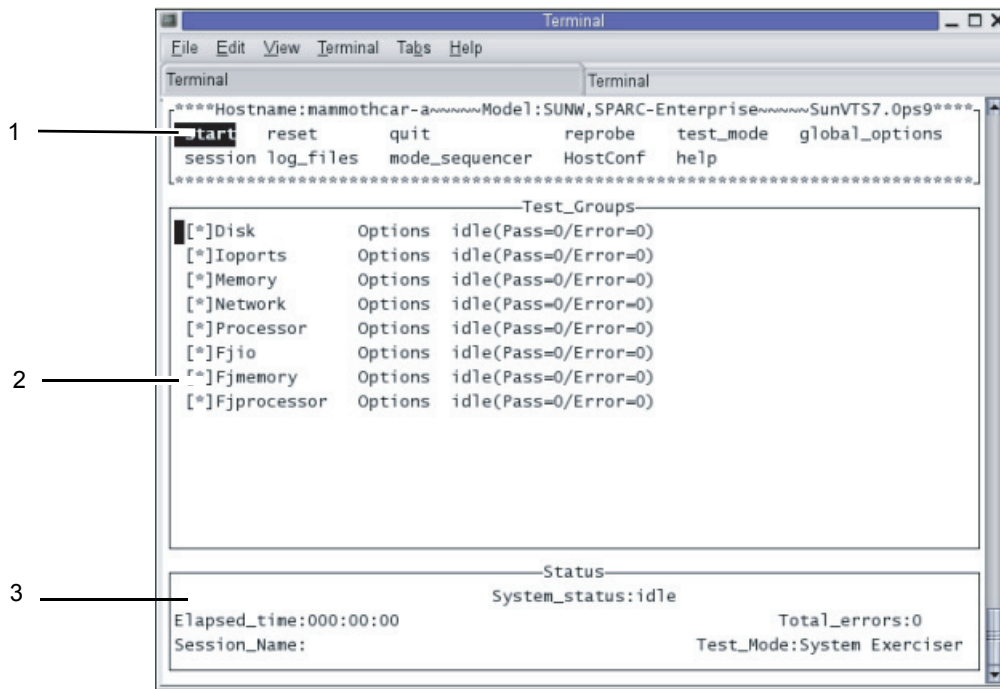 Terminal
File Edit View Terminal Tabs Help
Terminal Terminal
****Hostname:mammothcar-a~~~~~Model:SUNW,SPARC-Enterprise~~~~~SunVTS7.0ps9****
1
Start reset quit reprobe test_mode global_options
session log_files mode_sequencer HostConf help
******************************************************************************
Test_Groups
[*]Disk Options idle(Pass=0/Error=0)
[*]Ioports Options idle(Pass=0/Error=0)
[*]Memory Options idle(Pass=0/Error=0)
[*]Network Options idle(Pass=0/Error=0)
[*]Processor Options idle(Pass=0/Error=0)
[*]Fjio Options idle(Pass=0/Error=0)
2
[*]Fjmemory Options idle(Pass=0/Error=0)
[*]Fjprocessor Options idle(Pass=0/Error=0)
Status
3
System_status:idle
Elapsed_time:000:00:00 Total_errors:0
Session_Name: Test_Mode:System Exerciser